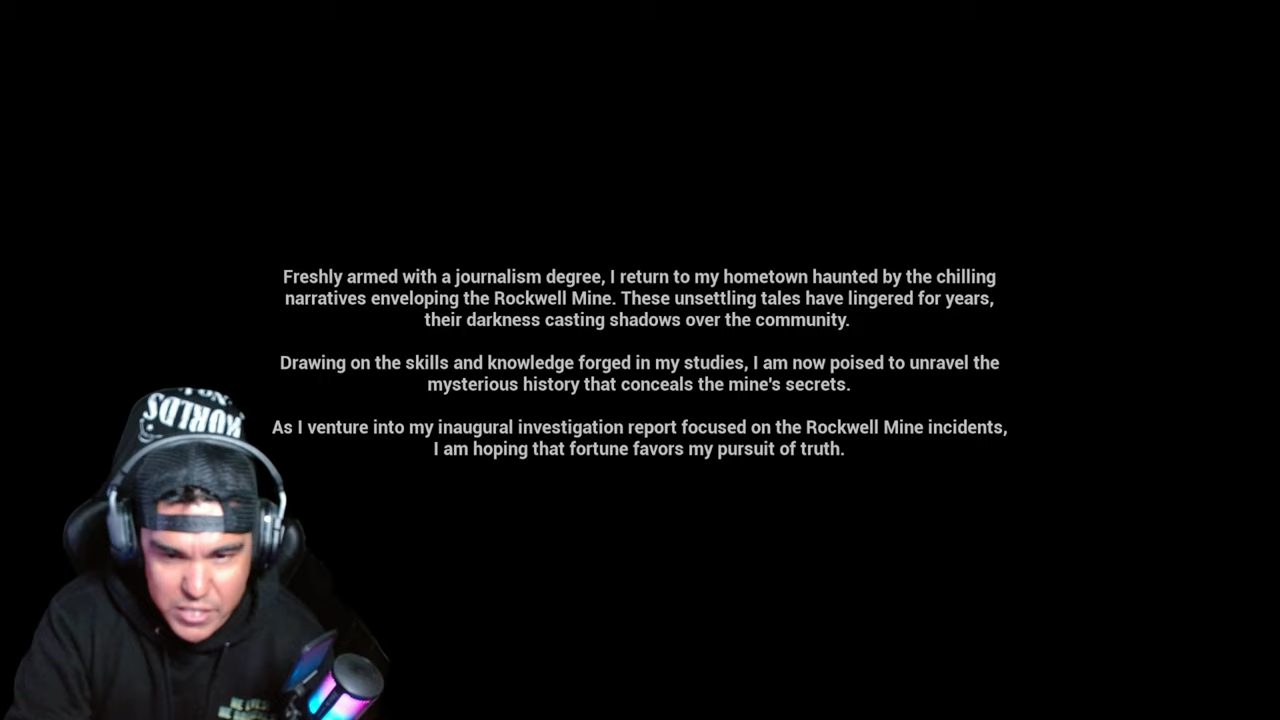 Freshly armed with a journalism degree, I return to my hometown haunted by the chilling
narratives enveloping the Rockwell Mine. These unsettling tales have lingered for years,
their darkness casting shadows over the community.
Drawing on the skills and knowledge forged in my studies, I am now poised to unravel the
mysterious history that conceals the mine's secrets.
As I venture into my inaugural investigation report focused on the Rockwell Mine incidents,
I am hoping that fortune favors my pursuit of truth.
WORLDS